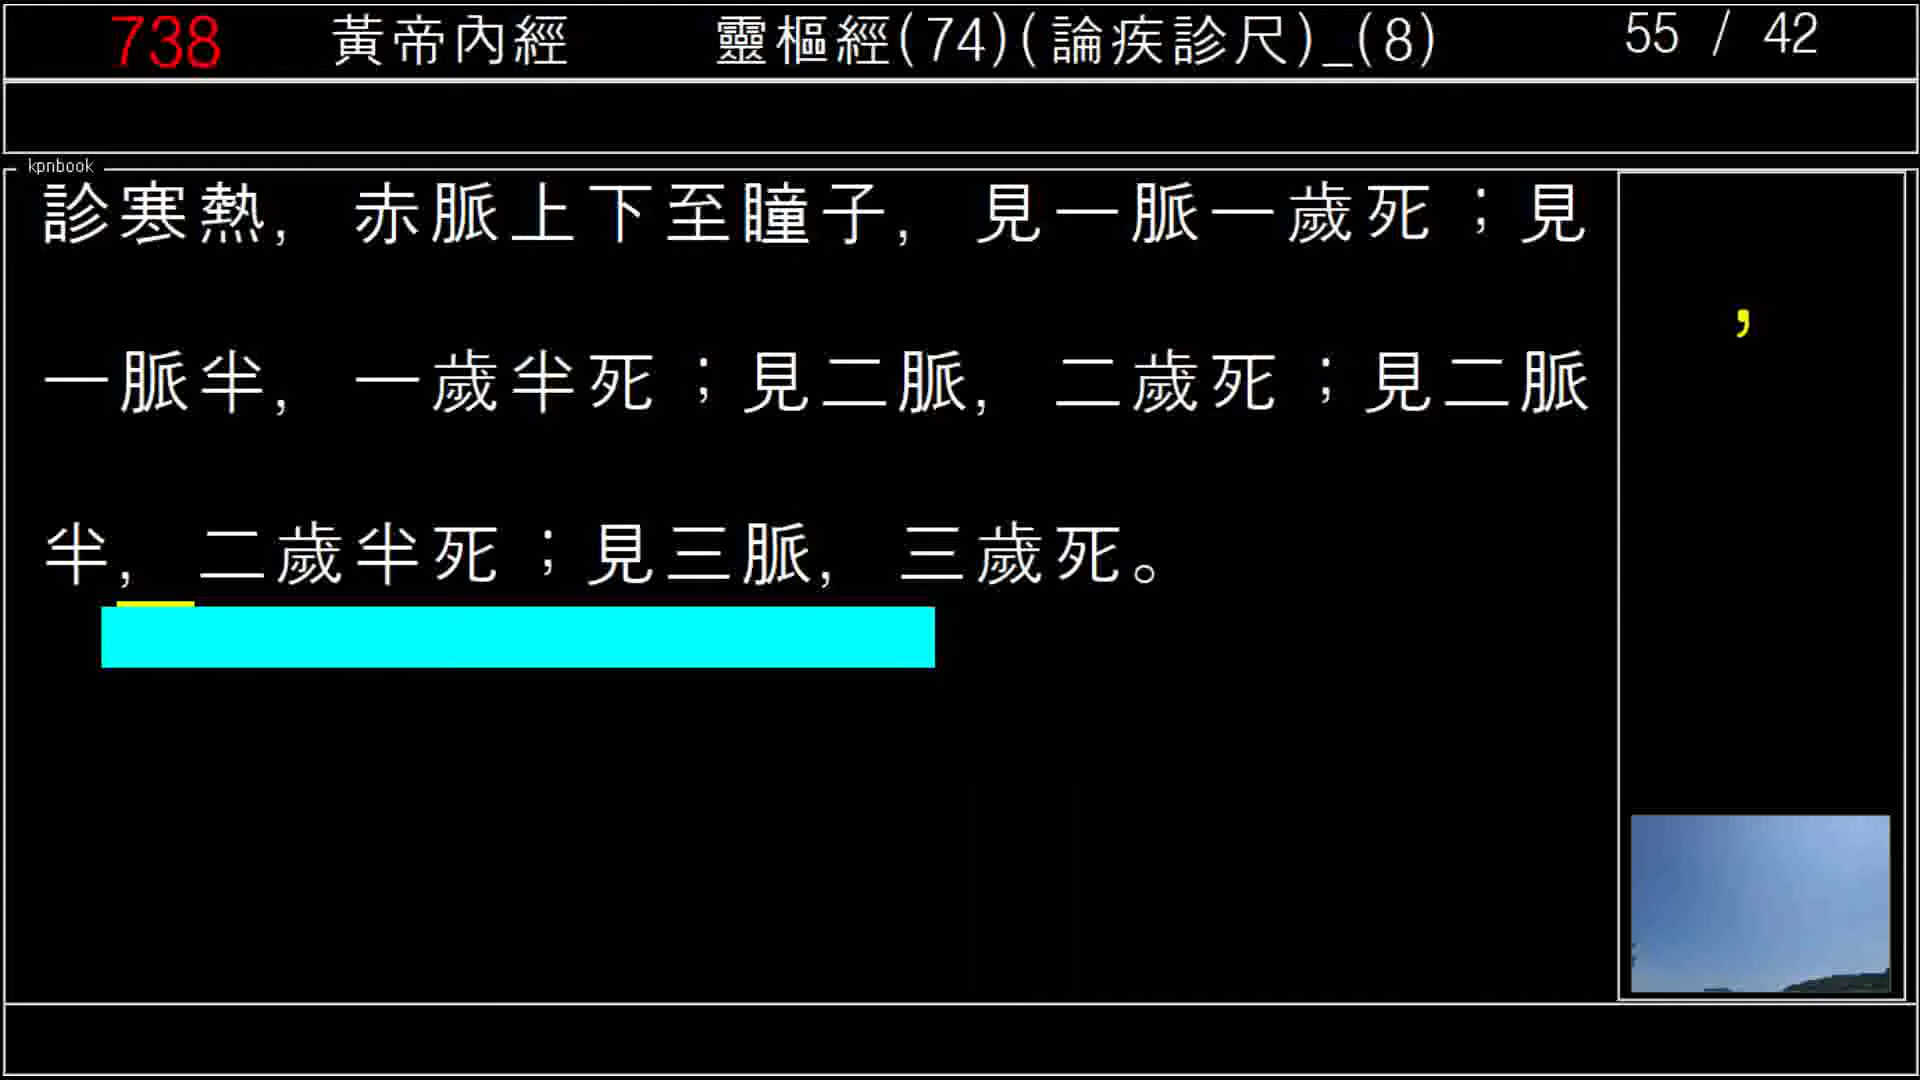 738 黃帝內經 靈樞經(74)(論疾診尺)_(8) 55 / 42
kpnbook
診寒熱, 赤脈上下至瞳子, 見一脈一歲死；見
一脈半, 一歲半死；見二脈, 二歲死；見二脈
半, 二歲半死；見三脈, 三歲死。
,